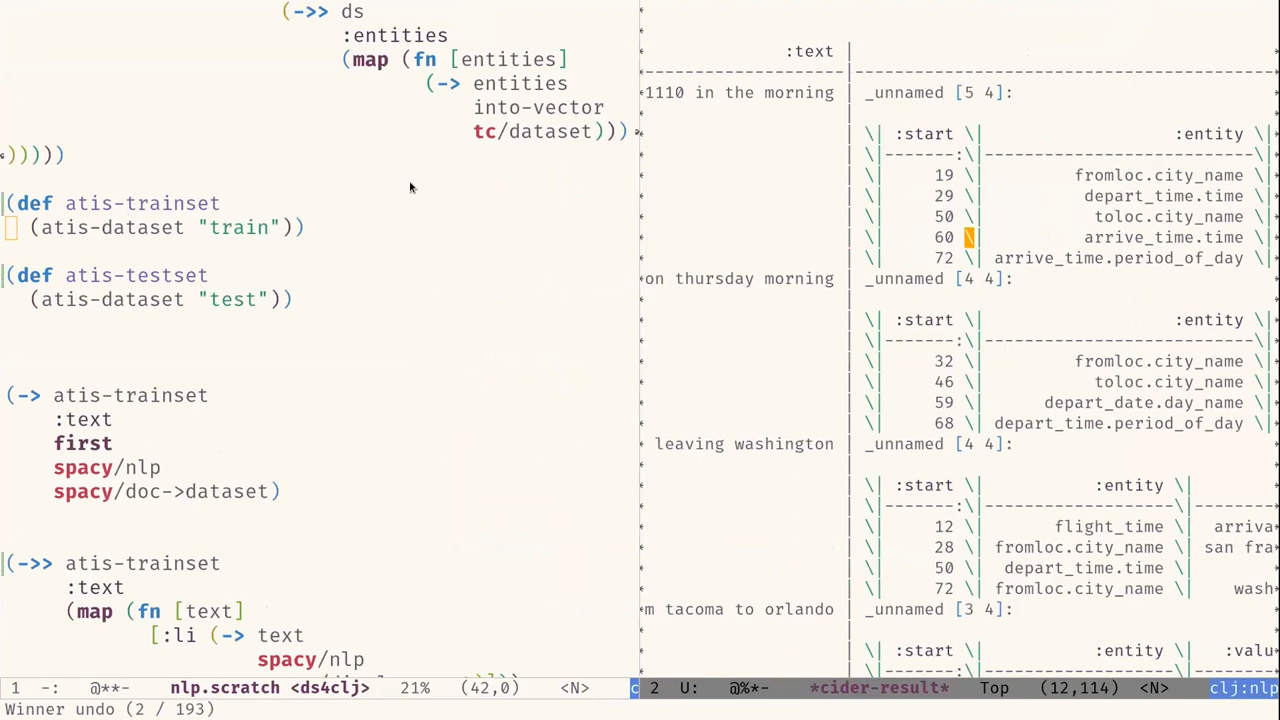 (->> ds
:entities
(map (fn [entities]
(-> entities
into-vector
tc/dataset)))
)))))
(def atis-trainset
(atis-dataset "train"))
(def atis-testset
(atis-dataset "test"))
(-> atis-trainset
:text
first
spacy/nlp
spacy/doc->dataset)
(->> atis-trainset
:text
(map (fn [text]
[:li (-> text
spacy/nlp
1 -: @**- nlp.scratch <ds4clj> 21% (42,0) <N> c
Winner undo (2 / 193)
:text |
--------------------|----------------------------------------
1110 in the morning | _unnamed [5 4]:
\| :start \| :entity \|
\|-------:\|--------------------------\|
19 \| fromloc.city_name \|
29 \| depart_time.time \|
50 \| toloc.city_name \|
60 \| arrive_time.time \|
72 \| arrive_time.period_of_day \|
on thursday morning | _unnamed [4 4]:
\| :start \| :entity \|
\|-------:\|--------------------------\|
32 \| fromloc.city_name \|
46 \| toloc.city_name \|
59 \| depart_date.day_name \|
68 \| depart_time.period_of_day \|
leaving washington | _unnamed [4 4]:
\| :start \| :entity \|
\|-------:\|------------------\|-------
12 \| flight_time \| arriva
28 \| fromloc.city_name \| san fra
50 \| depart_time.time \|
72 \| fromloc.city_name \| wash
m tacoma to orlando | _unnamed [3 4]:
\| :start \| :entity \| :valu
2 U: @%*- *cider-result* Top (12,114) <N> clj:nlp